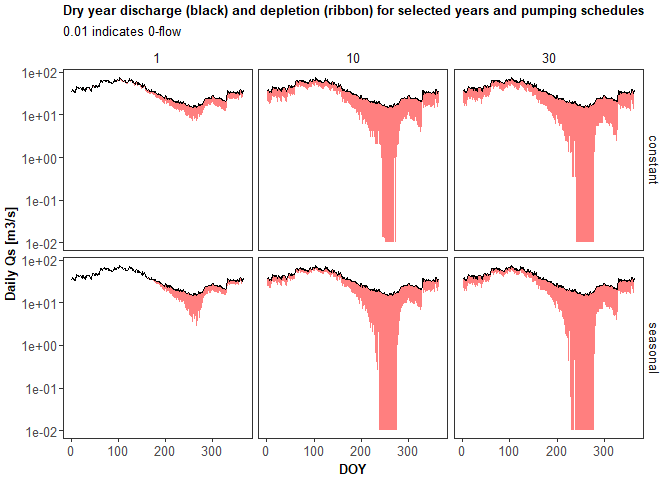 Dry year discharge (black) and depletion (ribbon) for selected years and pumping schedules
0.01 indicates 0-flow
1 10 30
1e+02
1e+01
1e+00
1e-01
1e-02
constant
Daily Qs [m3/s]
1e+02
1e+01
1e+00
1e-01
1e-02
seasonal
0 100 200 300 0 100 200 300 0 100 200 300
DOY